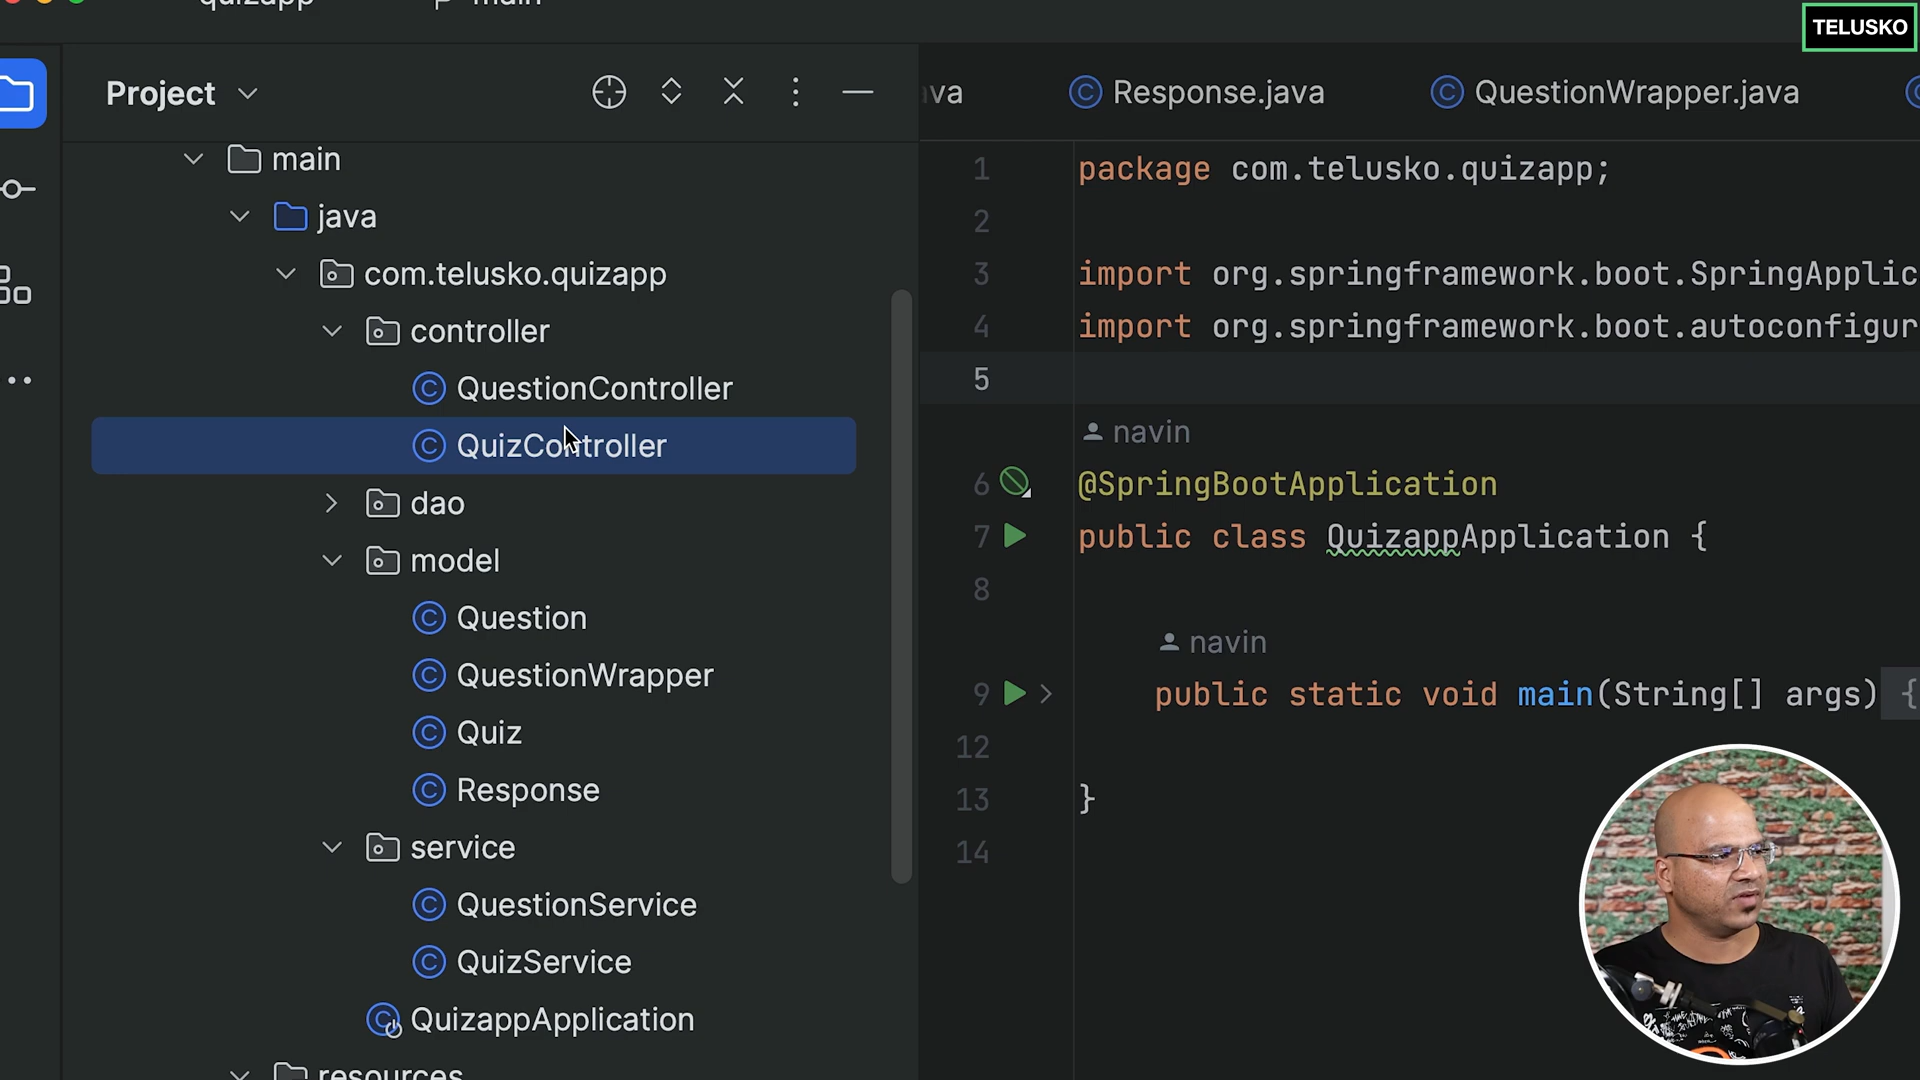 quizapp
main
TELUSKO
Project
main
java
com.telusko.quizapp
controller
QuestionController
QuizController
dao
model
Question
QuestionWrapper
Quiz
Response
service
QuestionService
QuizService
QuizappApplication
resources
va
Response.java
QuestionWrapper.java
1 package com.telusko.quizapp;
2
3 import org.springframework.boot.SpringApplic
4 import org.springframework.boot.autoconfigur
5
navin
6 @SpringBootApplication
7 public class QuizappApplication {
8
navin
9 public static void main(String[] args) {
12
13 }
14